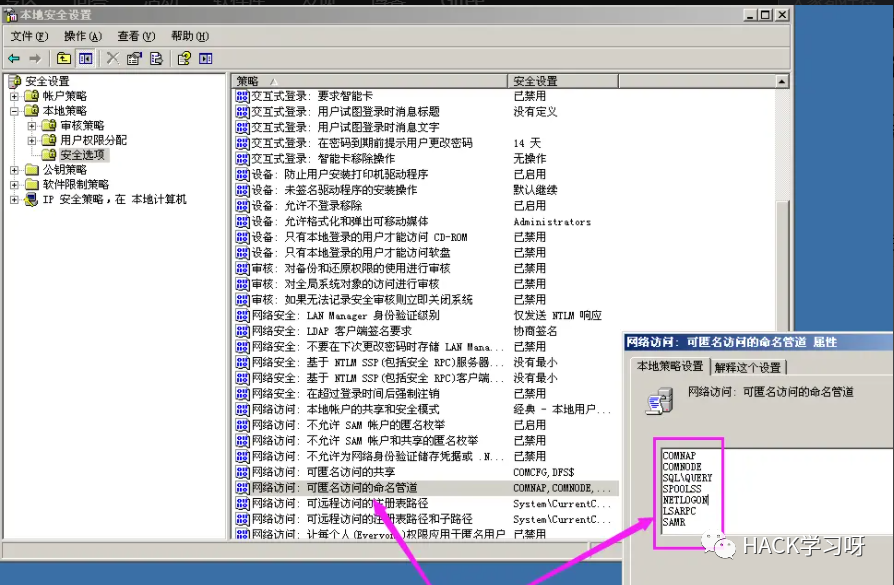 本地安全设置
文件(F) 操作(A) 查看(V) 帮助(H)
安全设置
帐户策略
本地策略
审核策略
用户权限分配
安全选项
公钥策略
软件限制策略
IP 安全策略，在 本地计算机
策略 安全设置
交互式登录: 要求智能卡 已禁用
交互式登录: 用户试图登录时消息标题 没有定义
交互式登录: 用户试图登录时消息文字
交互式登录: 在密码到期前提示用户更改密码 14 天
交互式登录: 智能卡移除操作 无操作
设备: 防止用户安装打印机驱动程序 已启用
设备: 未签名驱动程序的安装操作 默认继续
设备: 允许不登录移除 已启用
设备: 允许格式化和弹出可移动媒体 Administrators
设备: 只有本地登录的用户才能访问 CD-ROM 已禁用
设备: 只有本地登录的用户才能访问软盘 已禁用
审核: 对备份和还原权限的使用进行审核 已禁用
审核: 对全局系统对象的访问进行审核 已禁用
审核: 如果无法记录安全审核则立即关闭系统 已禁用
网络安全: LAN Manager 身份验证级别 仅发送 NTLM 响应
网络安全: LDAP 客户端签名要求 协商签名
网络安全: 不要在下次更改密码时存储 LAN Mana... 已禁用
网络安全: 基于 NTLM SSP(包括安全 RPC)服务器... 没有最小
网络安全: 基于 NTLM SSP(包括安全 RPC)客户端... 没有最小
网络安全: 在超过登录时间后强制注销 已禁用
网络访问: 本地帐户的共享和安全模式 经典 - 本地用户...
网络访问: 不允许 SAM 帐户的匿名枚举 已启用
网络访问: 不允许 SAM 帐户和共享的匿名枚举 已禁用
网络访问: 不允许为网络身份验证储存凭据或 .N... 已禁用
网络访问: 可匿名访问的共享 COMCFG,DFS$
网络访问: 可匿名访问的命名管道 COMNAP,COMNODE,...
网络访问: 可远程访问的注册表路径 System\CurrentC...
网络访问: 可远程访问的注册表路径和子路径 System\CurrentC...
网络访问: 让每个人(Everyone)权限应用于匿名用户 已禁用
网络访问: 可匿名访问的命名管道 属性
本地策略设置 解释这个设置
网络访问: 可匿名访问的命名管道
COMNAP
COMNODE
SQL\QUERY
SPOOLSS
NETLOGON
LSARPC
SAMR
HACK学习呀